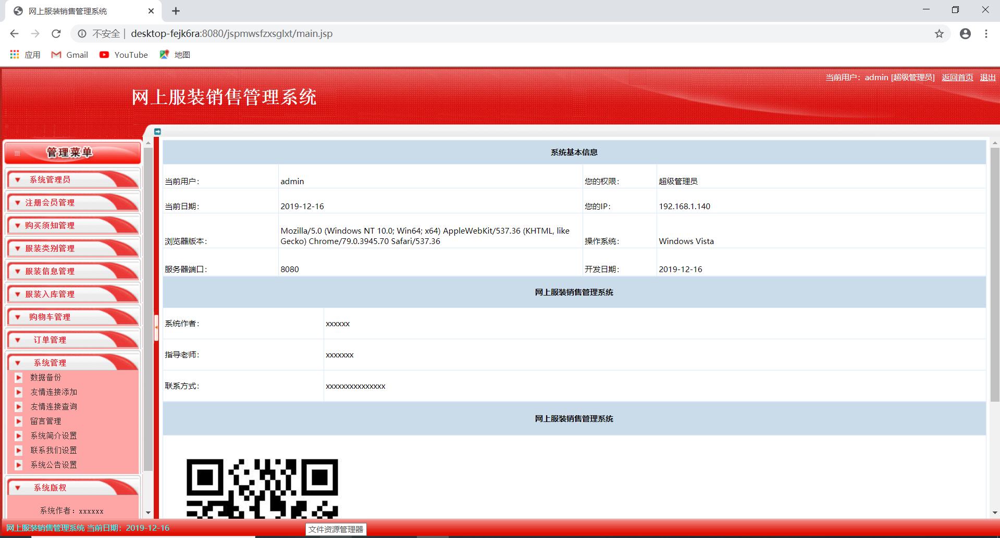 网上服装销售管理系统
不安全 | desktop-fejk6ra:8080/jspmwsfzxsglxt/main.jsp
应用 Gmail YouTube 地图
当前用户：admin [超级管理员] 返回首页 退出
网上服装销售管理系统
管理菜单
系统管理员
注册会员管理
购买须知管理
服装类别管理
服装信息管理
服装入库管理
购物车管理
订单管理
系统管理
数据备份
友情连接添加
友情连接查询
留言管理
系统简介设置
联系我们设置
系统公告设置
系统版权
系统作者：xxxxxx
系统基本信息
当前用户： admin 您的权限： 超级管理员
当前日期： 2019-12-16 您的IP： 192.168.1.140
浏览器版本： Mozilla/5.0 (Windows NT 10.0; Win64; x64) AppleWebKit/537.36 (KHTML, like
Gecko) Chrome/79.0.3945.70 Safari/537.36 操作系统： Windows Vista
服务器端口： 8080 开发日期： 2019-12-16
网上服装销售管理系统
系统作者： xxxxxx
指导老师： xxxxxxx
联系方式： xxxxxxxxxxxxxxx
网上服装销售管理系统
网上服装销售管理系统 当前日期：2019-12-16
文件资源管理器